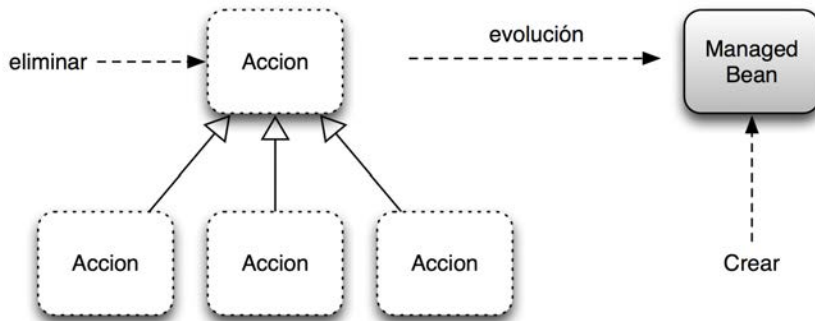 eliminar
Accion
evolución
Managed
Bean
Accion
Accion
Accion
Crear